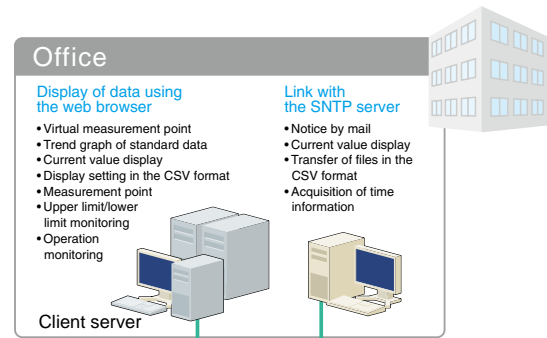 Office
Display of data using
the web browser
• Virtual measurement point
• Trend graph of standard data
• Current value display
• Display setting in the CSV format
• Measurement point
• Upper limit/lower
limit monitoring
• Operation
monitoring
Link with
the SNTP server
• Notice by mail
• Current value display
• Transfer of files in the
CSV format
• Acquisition of time
information
Client server